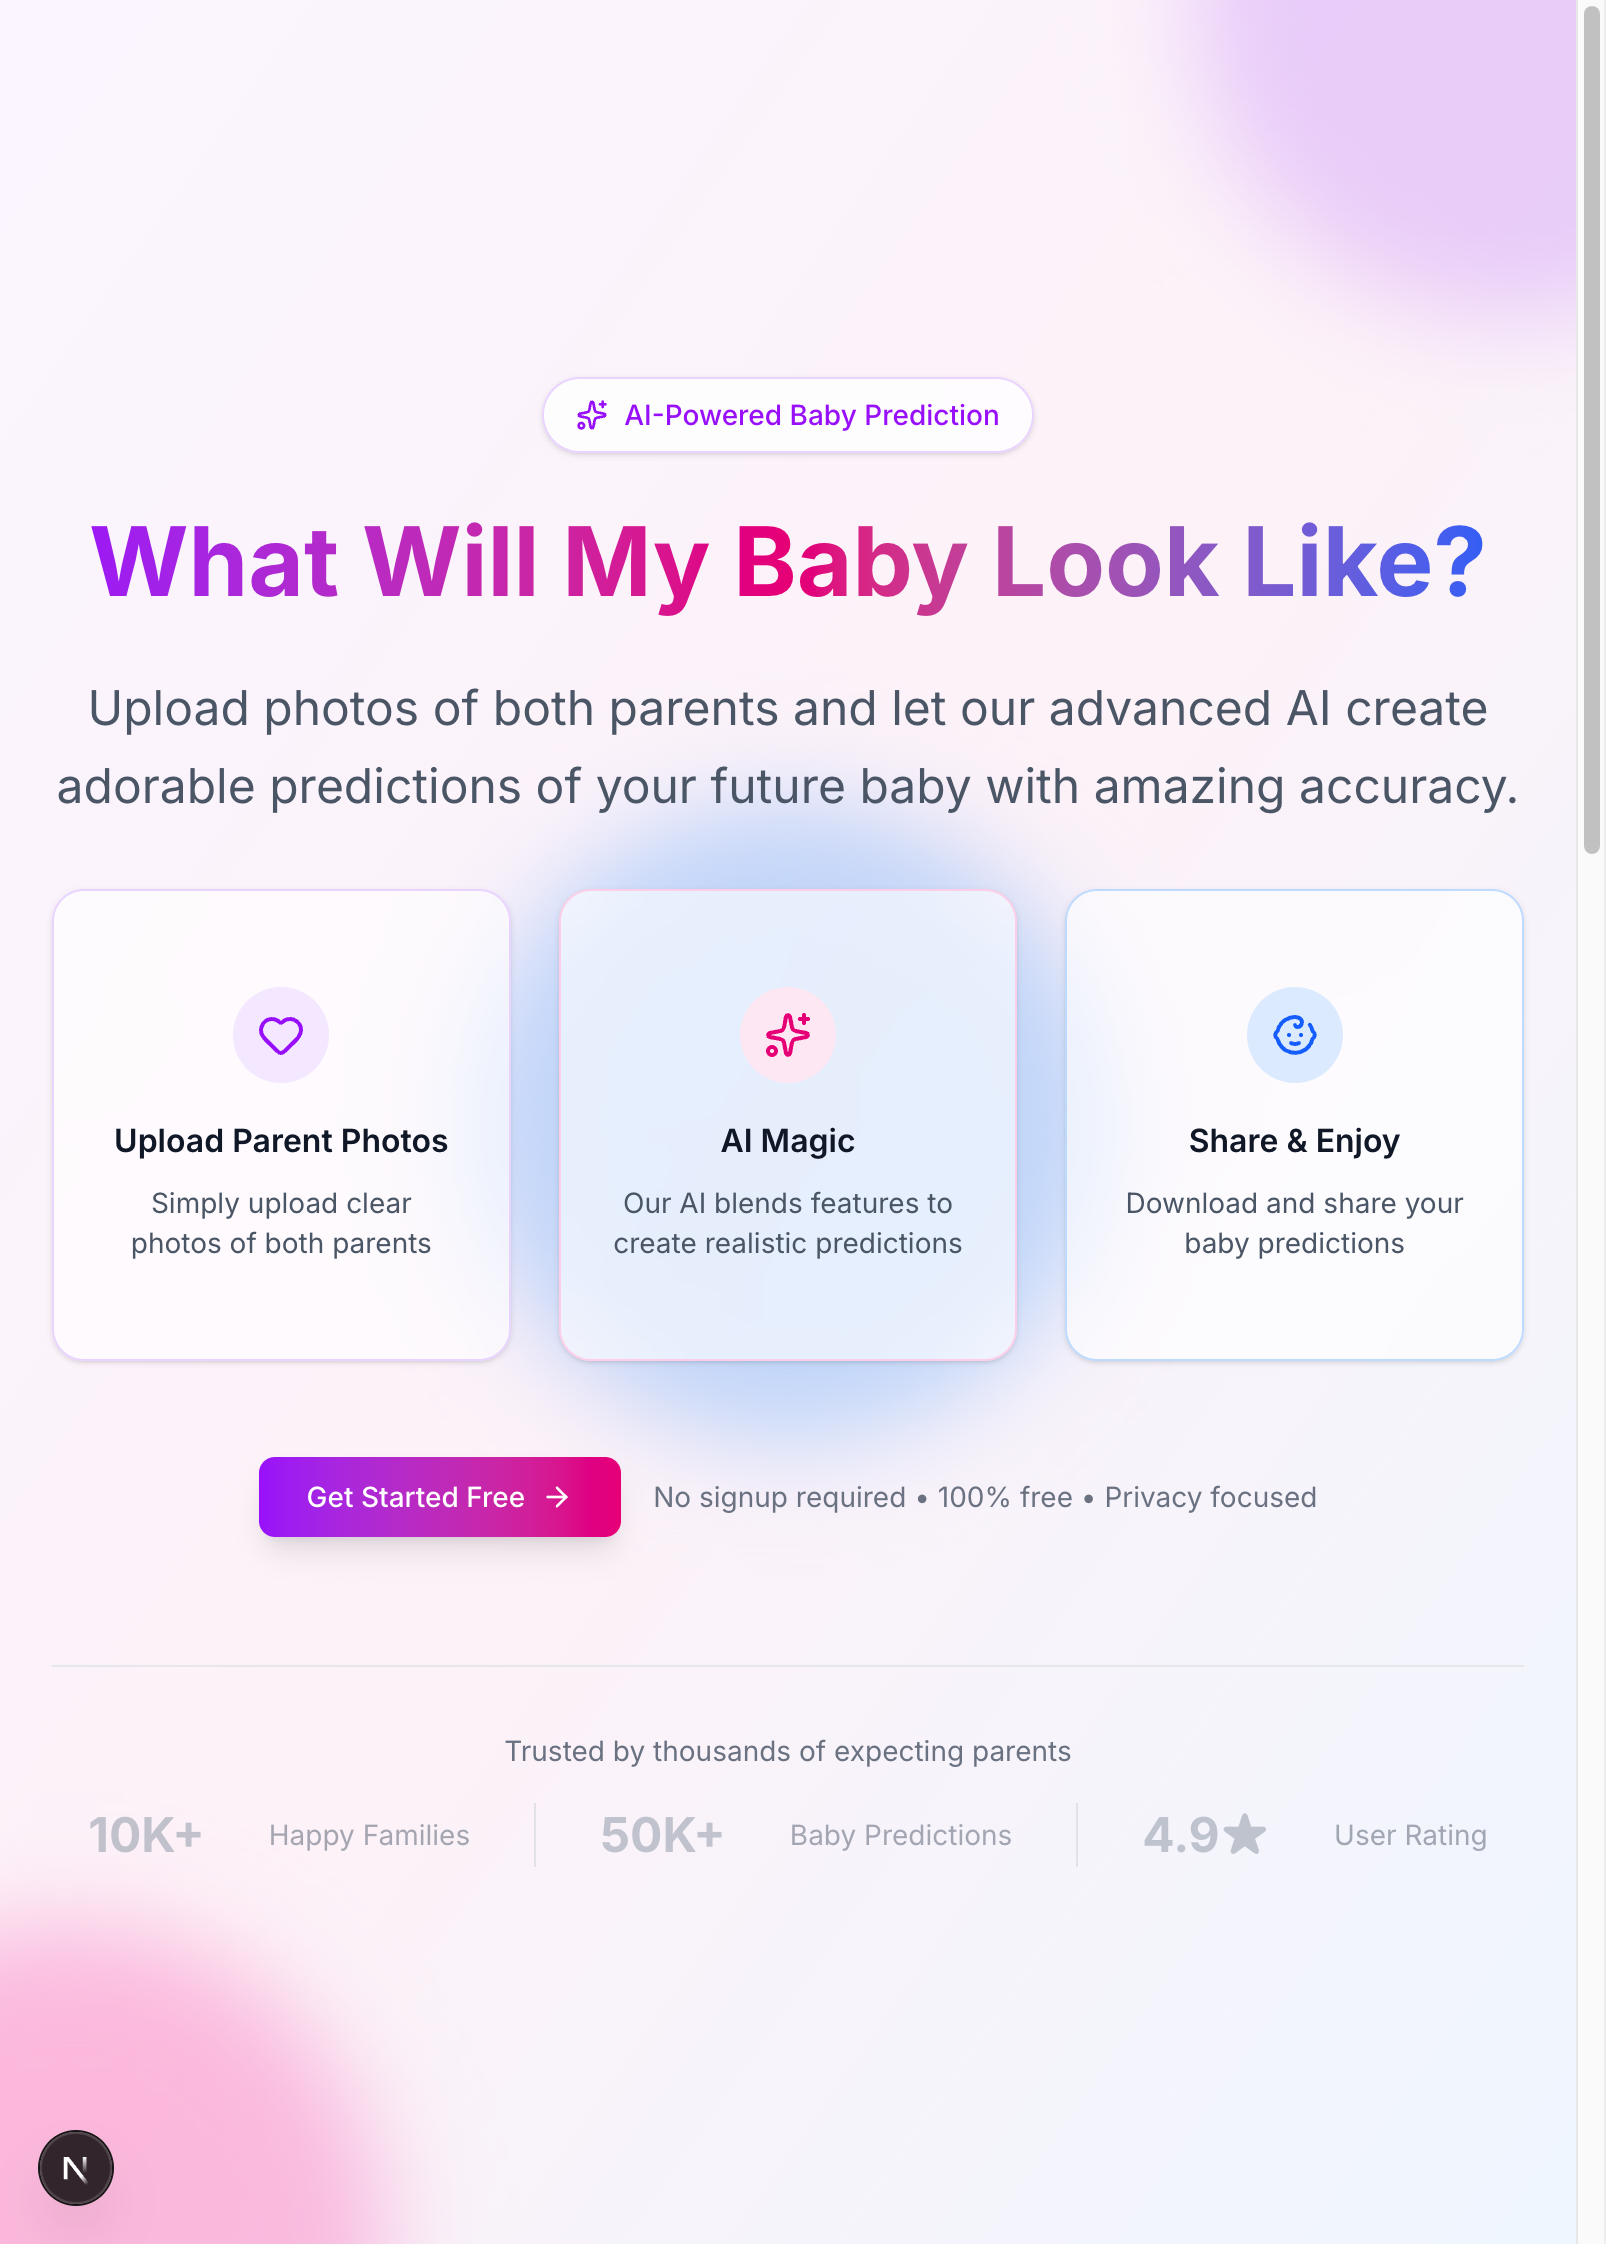 AI-Powered Baby Prediction
What Will My Baby Look Like?
Upload photos of both parents and let our advanced AI create
adorable predictions of your future baby with amazing accuracy.
Upload Parent Photos
Simply upload clear
photos of both parents
AI Magic
Our AI blends features to
create realistic predictions
Share & Enjoy
Download and share your
baby predictions
Get Started Free →
No signup required • 100% free • Privacy focused
Trusted by thousands of expecting parents
10K+ Happy Families
50K+ Baby Predictions
4.9★ User Rating
N